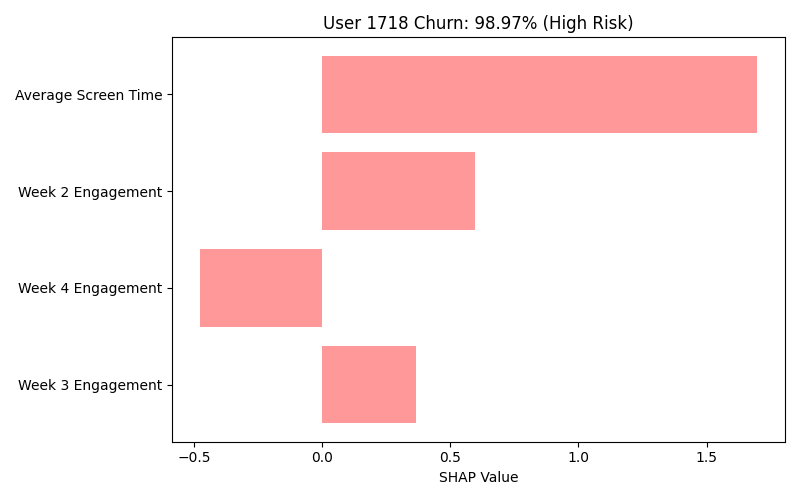 User 1718 Churn: 98.97% (High Risk)
Average Screen Time
Week 2 Engagement
Week 4 Engagement
Week 3 Engagement
−0.5 0.0 0.5 1.0 1.5
SHAP Value